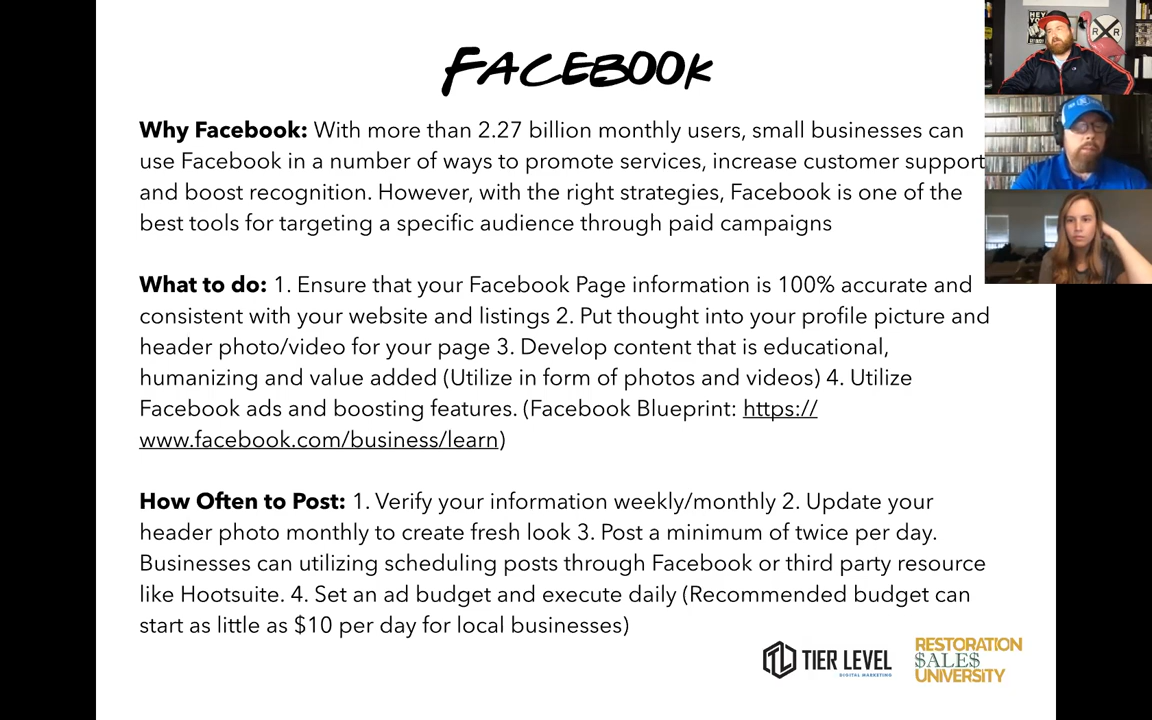 FACEBOOK
Why Facebook: With more than 2.27 billion monthly users, small businesses can
use Facebook in a number of ways to promote services, increase customer support
and boost recognition. However, with the right strategies, Facebook is one of the
best tools for targeting a specific audience through paid campaigns
What to do: 1. Ensure that your Facebook Page information is 100% accurate and
consistent with your website and listings 2. Put thought into your profile picture and
header photo/video for your page 3. Develop content that is educational,
humanizing and value added (Utilize in form of photos and videos) 4. Utilize
Facebook ads and boosting features. (Facebook Blueprint: https://
www.facebook.com/business/learn)
How Often to Post: 1. Verify your information weekly/monthly 2. Update your
header photo monthly to create fresh look 3. Post a minimum of twice per day.
Businesses can utilizing scheduling posts through Facebook or third party resource
like Hootsuite. 4. Set an ad budget and execute daily (Recommended budget can
start as little as $10 per day for local businesses)
TIER LEVEL
DIGITAL MARKETING
RESTORATION
$ALE$
UNIVERSITY
HEY
R R